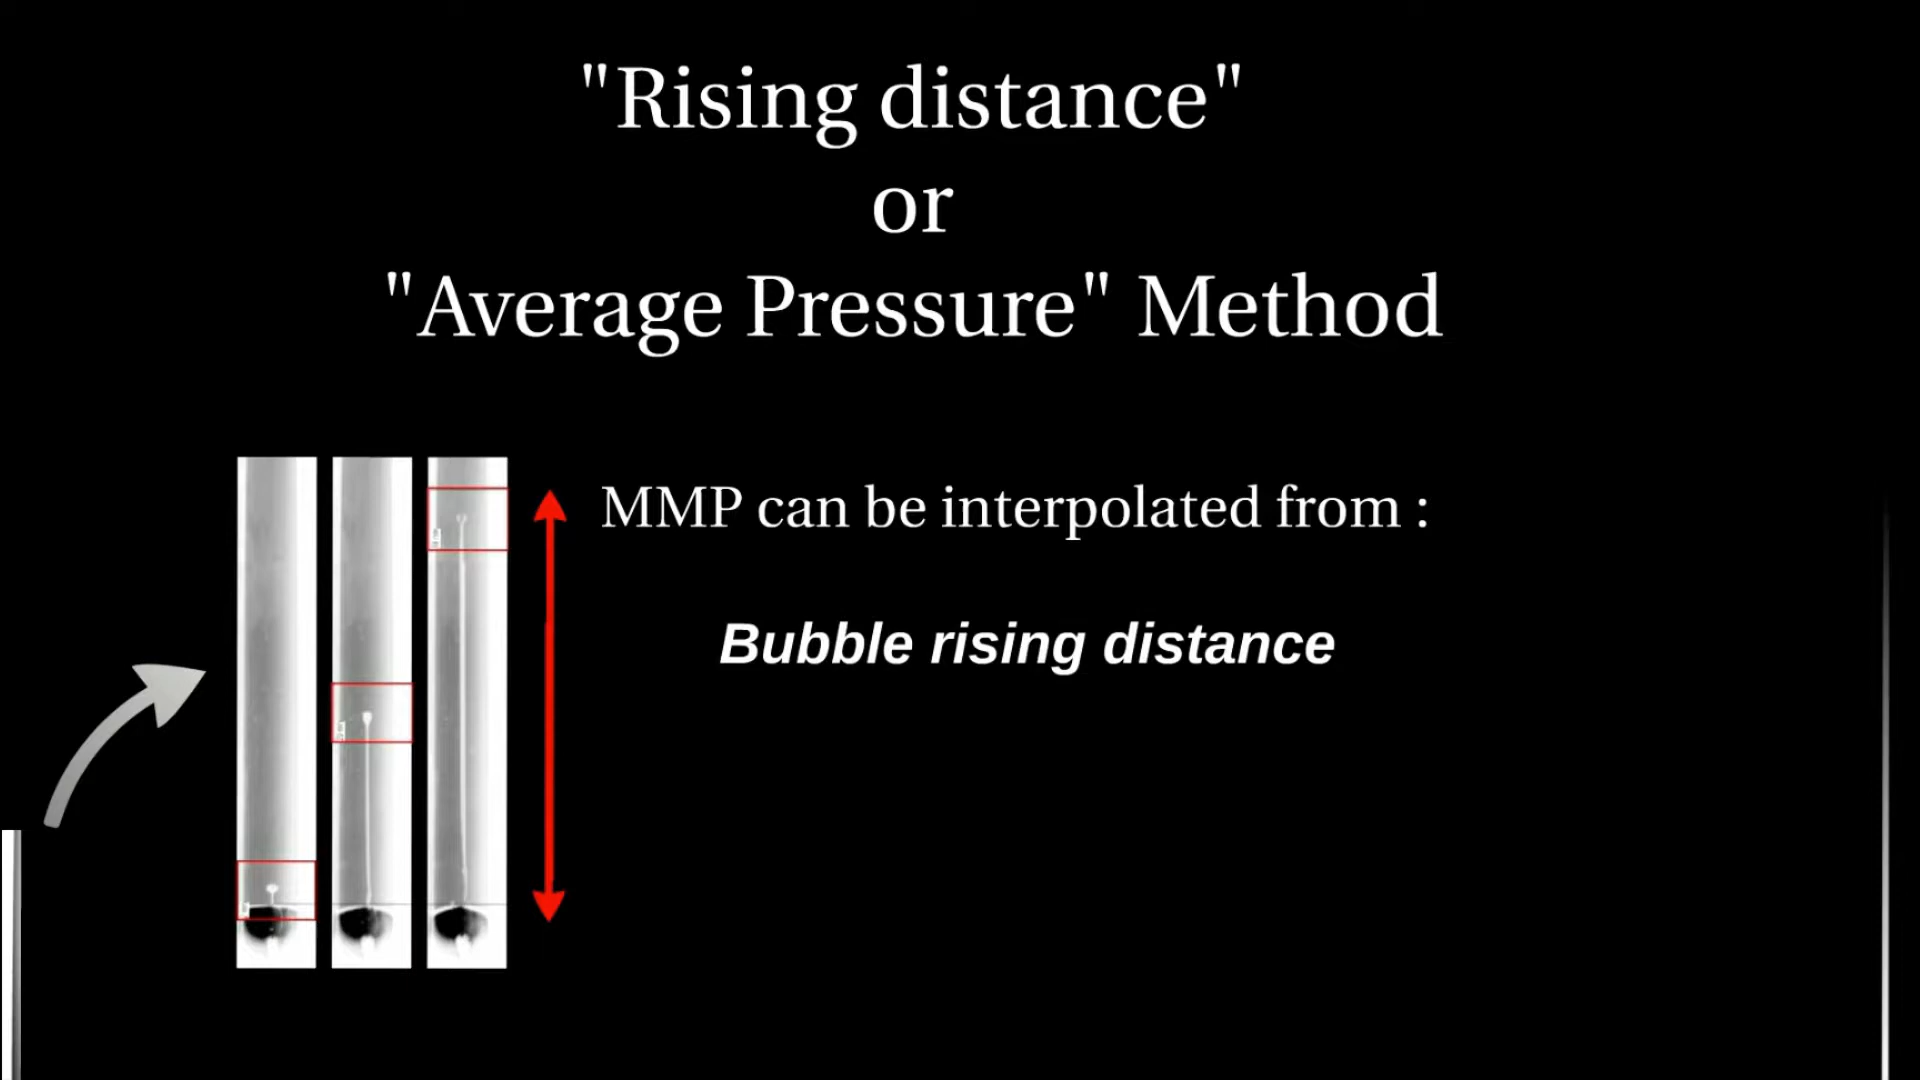 "Rising distance"
or
"Average Pressure" Method
MMP can be interpolated from :
Bubble rising distance